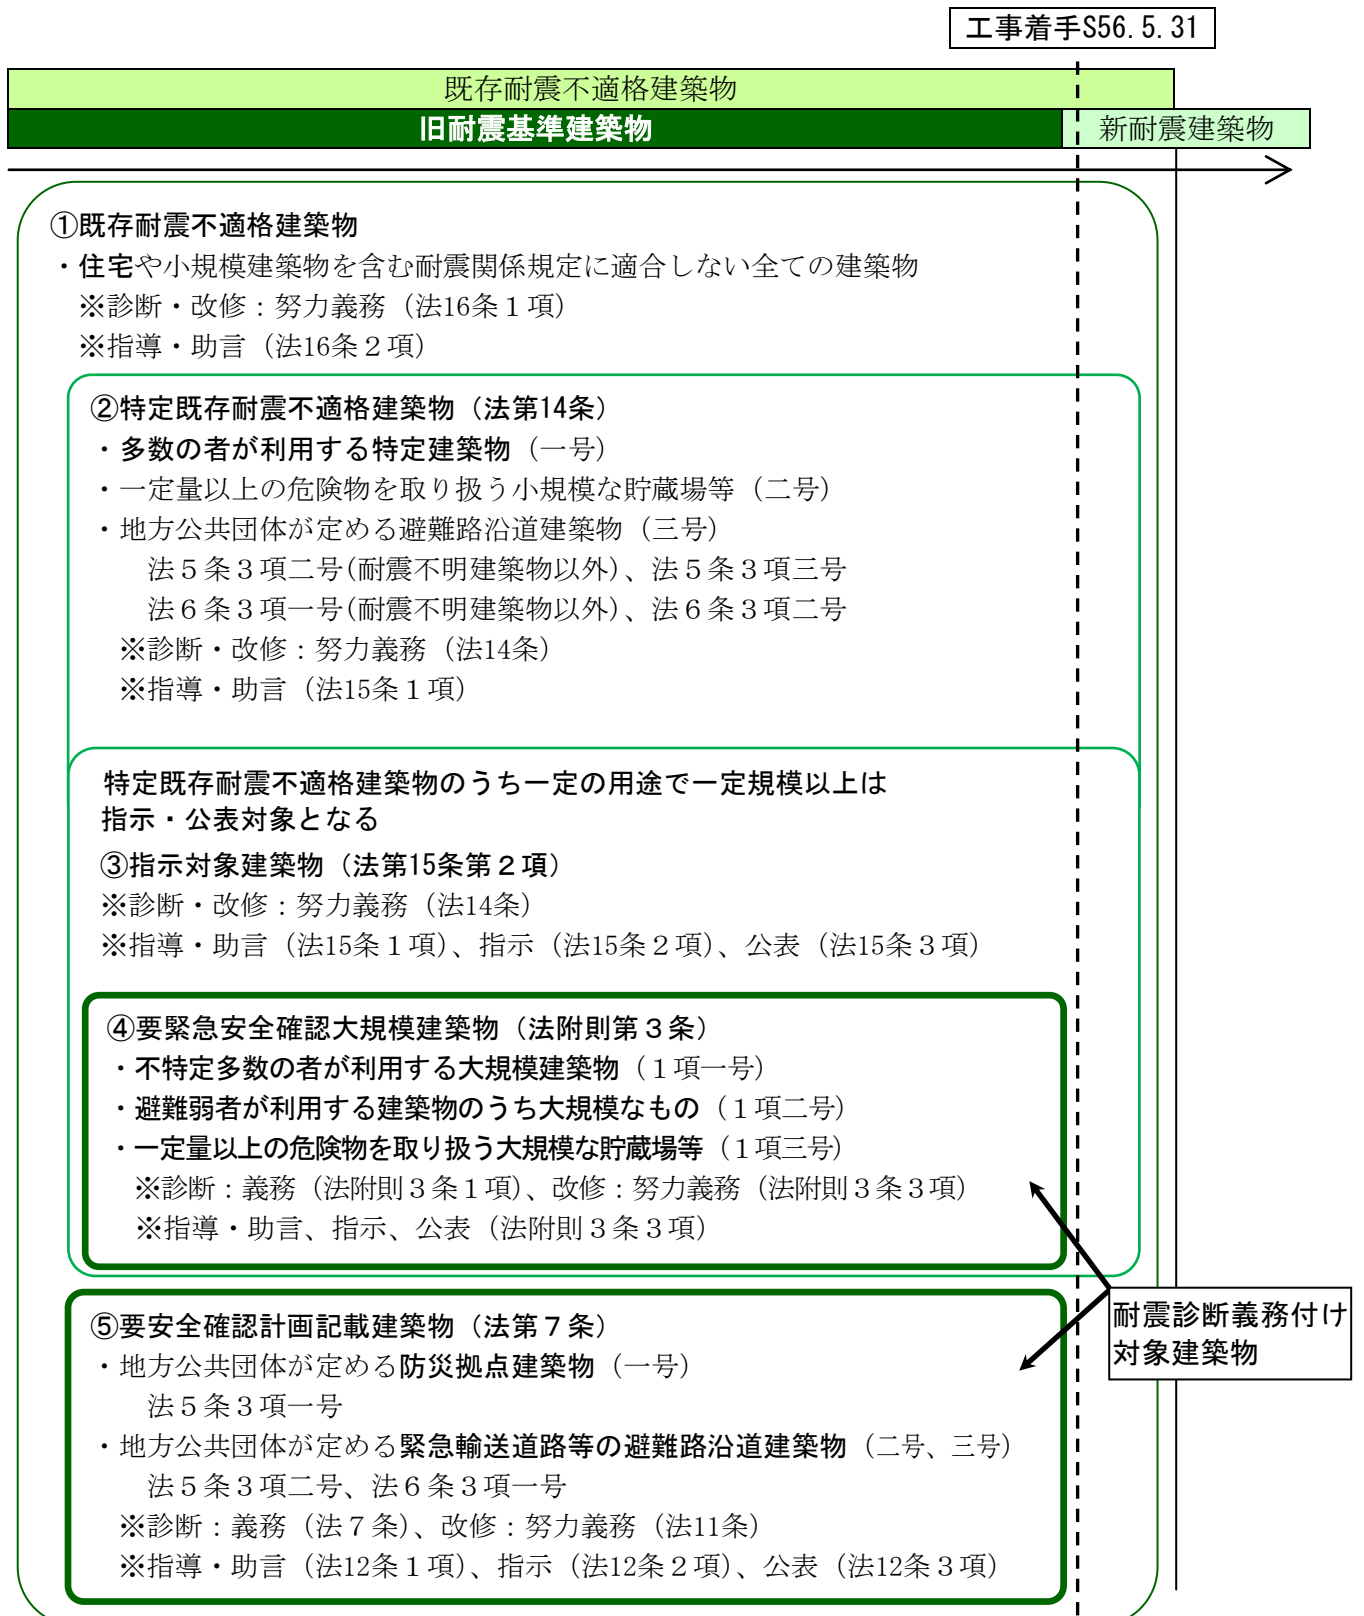 工事着手S56.5.31
既存耐震不適格建築物
旧耐震基準建築物
新耐震建築物
①既存耐震不適格建築物
・住宅や小規模建築物を含む耐震関係規定に適合しない全ての建築物
※診断・改修：努力義務（法16条１項）
※指導・助言（法16条２項）
②特定既存耐震不適格建築物（法第14条）
・多数の者が利用する特定建築物（一号）
・一定量以上の危険物を取り扱う小規模な貯蔵場等（二号）
・地方公共団体が定める避難路沿道建築物（三号）
法５条３項二号(耐震不明建築物以外)、法５条３項三号
法６条３項一号(耐震不明建築物以外)、法６条３項二号
※診断・改修：努力義務（法14条）
※指導・助言（法15条１項）
特定既存耐震不適格建築物のうち一定の用途で一定規模以上は
指示・公表対象となる
③指示対象建築物（法第15条第２項）
※診断・改修：努力義務（法14条）
※指導・助言（法15条１項）、指示（法15条２項）、公表（法15条３項）
④要緊急安全確認大規模建築物（法附則第３条）
・不特定多数の者が利用する大規模建築物（１項一号）
・避難弱者が利用する建築物のうち大規模なもの（１項二号）
・一定量以上の危険物を取り扱う大規模な貯蔵場等（１項三号）
※診断：義務（法附則３条１項）、改修：努力義務（法附則３条３項）
※指導・助言、指示、公表（法附則３条３項）
耐震診断義務付け
対象建築物
⑤要安全確認計画記載建築物（法第７条）
・地方公共団体が定める防災拠点建築物（一号）
法５条３項一号
・地方公共団体が定める緊急輸送道路等の避難路沿道建築物（二号、三号）
法５条３項二号、法６条３項一号
※診断：義務（法７条）、改修：努力義務（法11条）
※指導・助言（法12条１項）、指示（法12条２項）、公表（法12条３項）